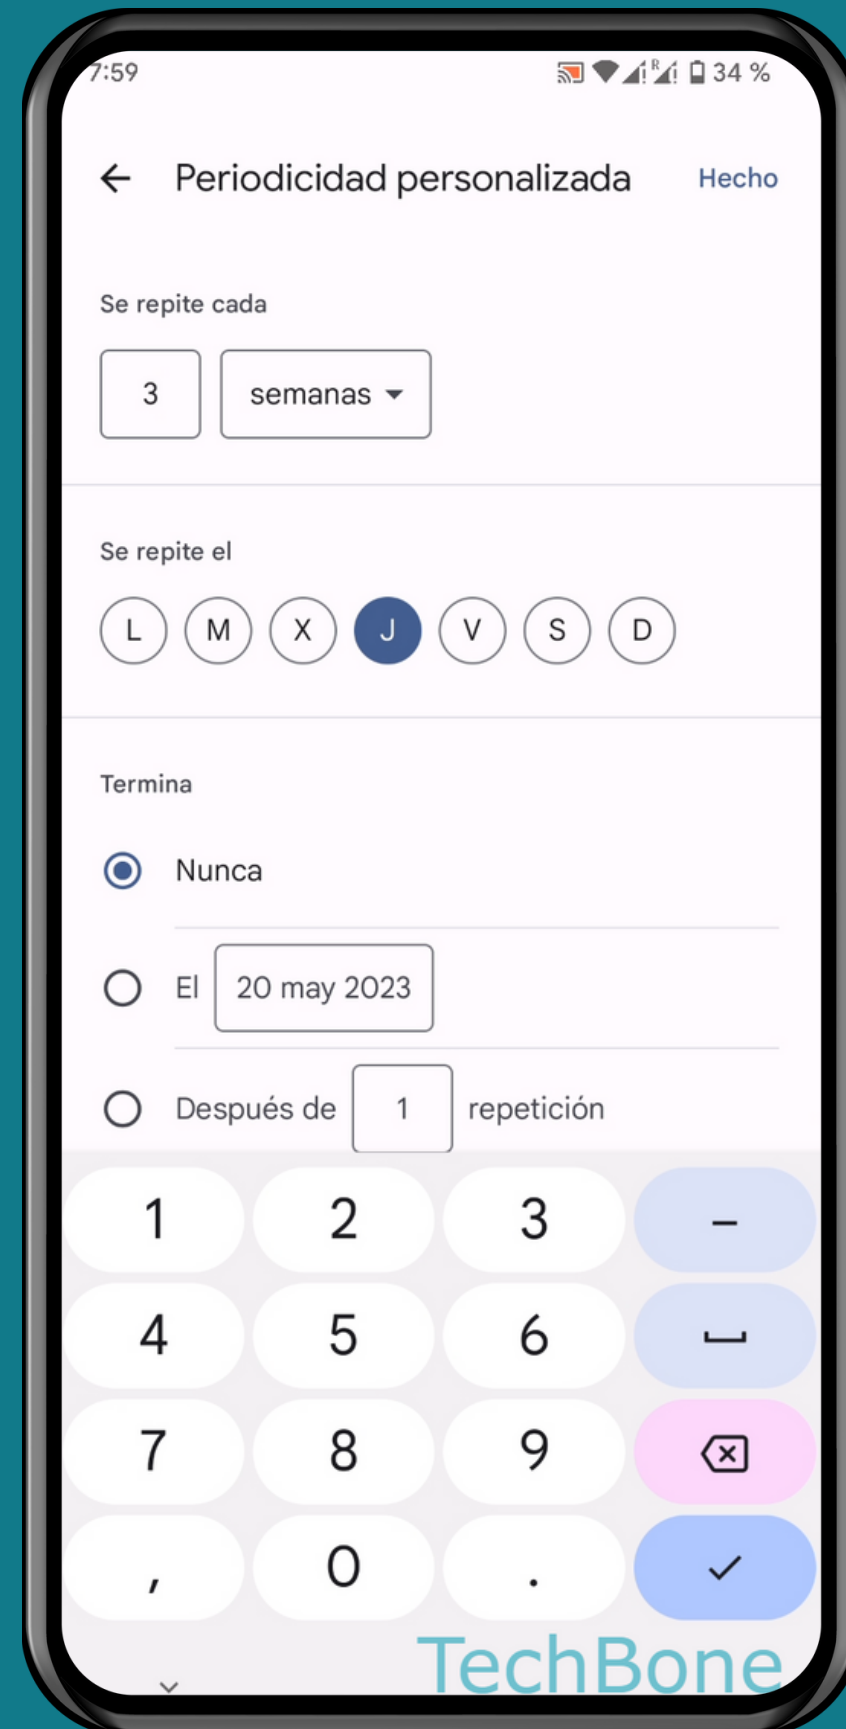 7:59
R 34 %
Periodicidad personalizada Hecho
Se repite cada
3 semanas
Se repite el
L M X J V S D
Termina
Nunca
El 20 may 2023
Después de 1 repetición
1 2 3 –
4 5 6
7 8 9
, 0 .
TechBone